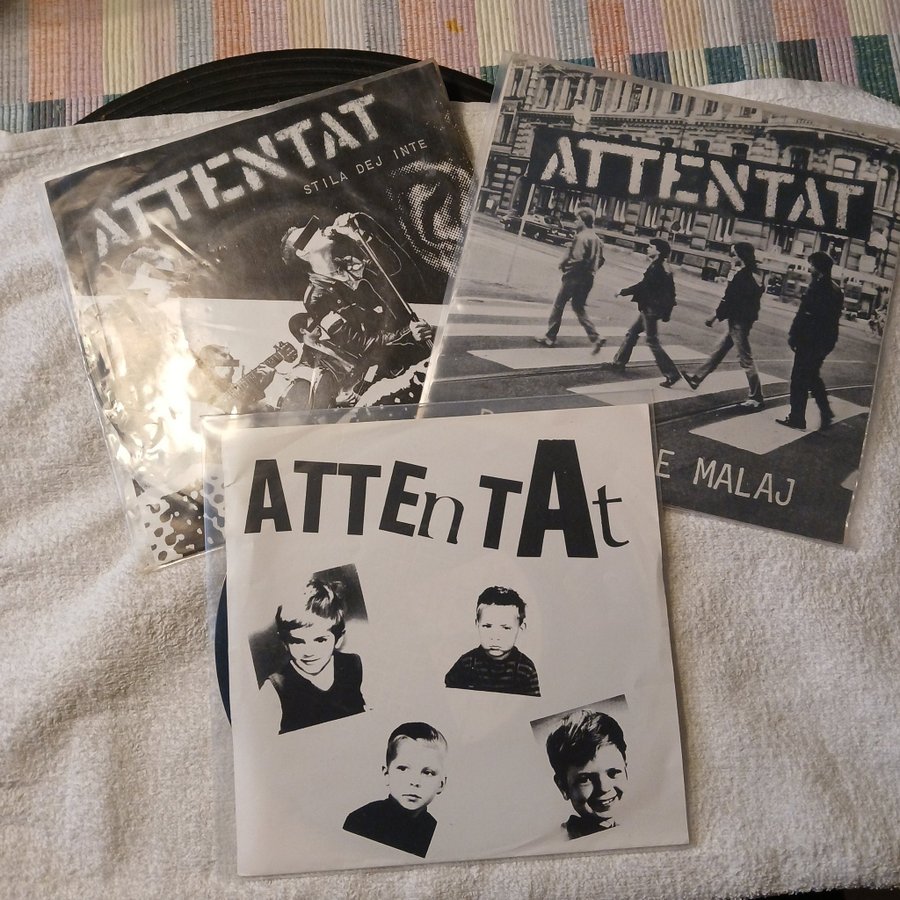 ATTENTAT
STILA DEJ INTE
ATTENTAT
E MALAJ
ATTEnTAt